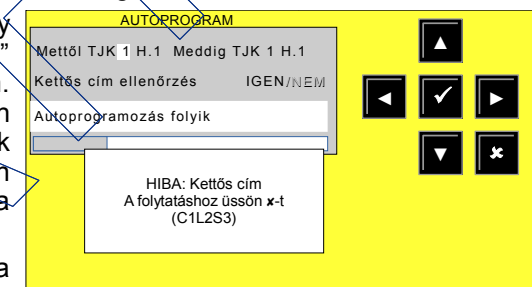 AUTOPROGRAM
Mettől TJK 1 H.1 Meddig TJK 1 H.1
Kettős cím ellenőrzés IGEN/NEM
Autoprogramozás folyik
HIBA: Kettős cím
A folytatáshoz üssön ✘-t
(C1L2S3)